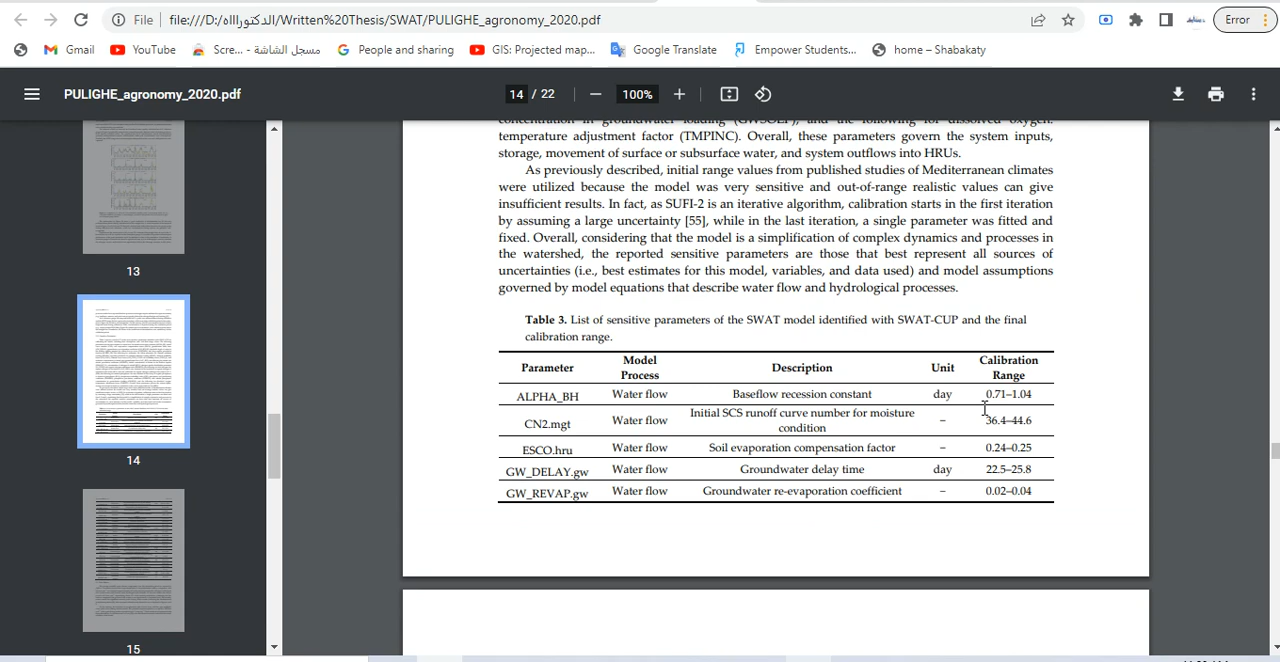 File
file:///D:/الدكتورااااه/Written%20Thesis/SWAT/PULIGHE_agronomy_2020.pdf
Error
Gmail
YouTube
Scre... - مسجل الشاشة
People and sharing
GIS: Projected map...
Google Translate
Empower Students...
home – Shabakaty
PULIGHE_agronomy_2020.pdf
14 / 22
100%
13
14
15
temperature adjustment factor (TMPINC). Overall, these parameters govern the system inputs,
storage, movement of surface or subsurface water, and system outflows into HRUs.
As previously described, initial range values from published studies of Mediterranean climates
were utilized because the model was very sensitive and out-of-range realistic values can give
insufficient results. In fact, as SUFI-2 is an iterative algorithm, calibration starts in the first iteration
by assuming a large uncertainty [55], while in the last iteration, a single parameter was fitted and
fixed. Overall, considering that the model is a simplification of complex dynamics and processes in
the watershed, the reported sensitive parameters are those that best represent all sources of
uncertainties (i.e., best estimates for this model, variables, and data used) and model assumptions
governed by model equations that describe water flow and hydrological processes.
Table 3. List of sensitive parameters of the SWAT model identified with SWAT-CUP and the final
calibration range.
Parameter Model Process Description Unit Calibration Range
ALPHA_BH Water flow Baseflow recession constant day 0.71–1.04
CN2.mgt Water flow Initial SCS runoff curve number for moisture condition – 36.4–44.6
ESCO.hru Water flow Soil evaporation compensation factor – 0.24–0.25
GW_DELAY.gw Water flow Groundwater delay time day 22.5–25.8
GW_REVAP.gw Water flow Groundwater re-evaporation coefficient – 0.02–0.04